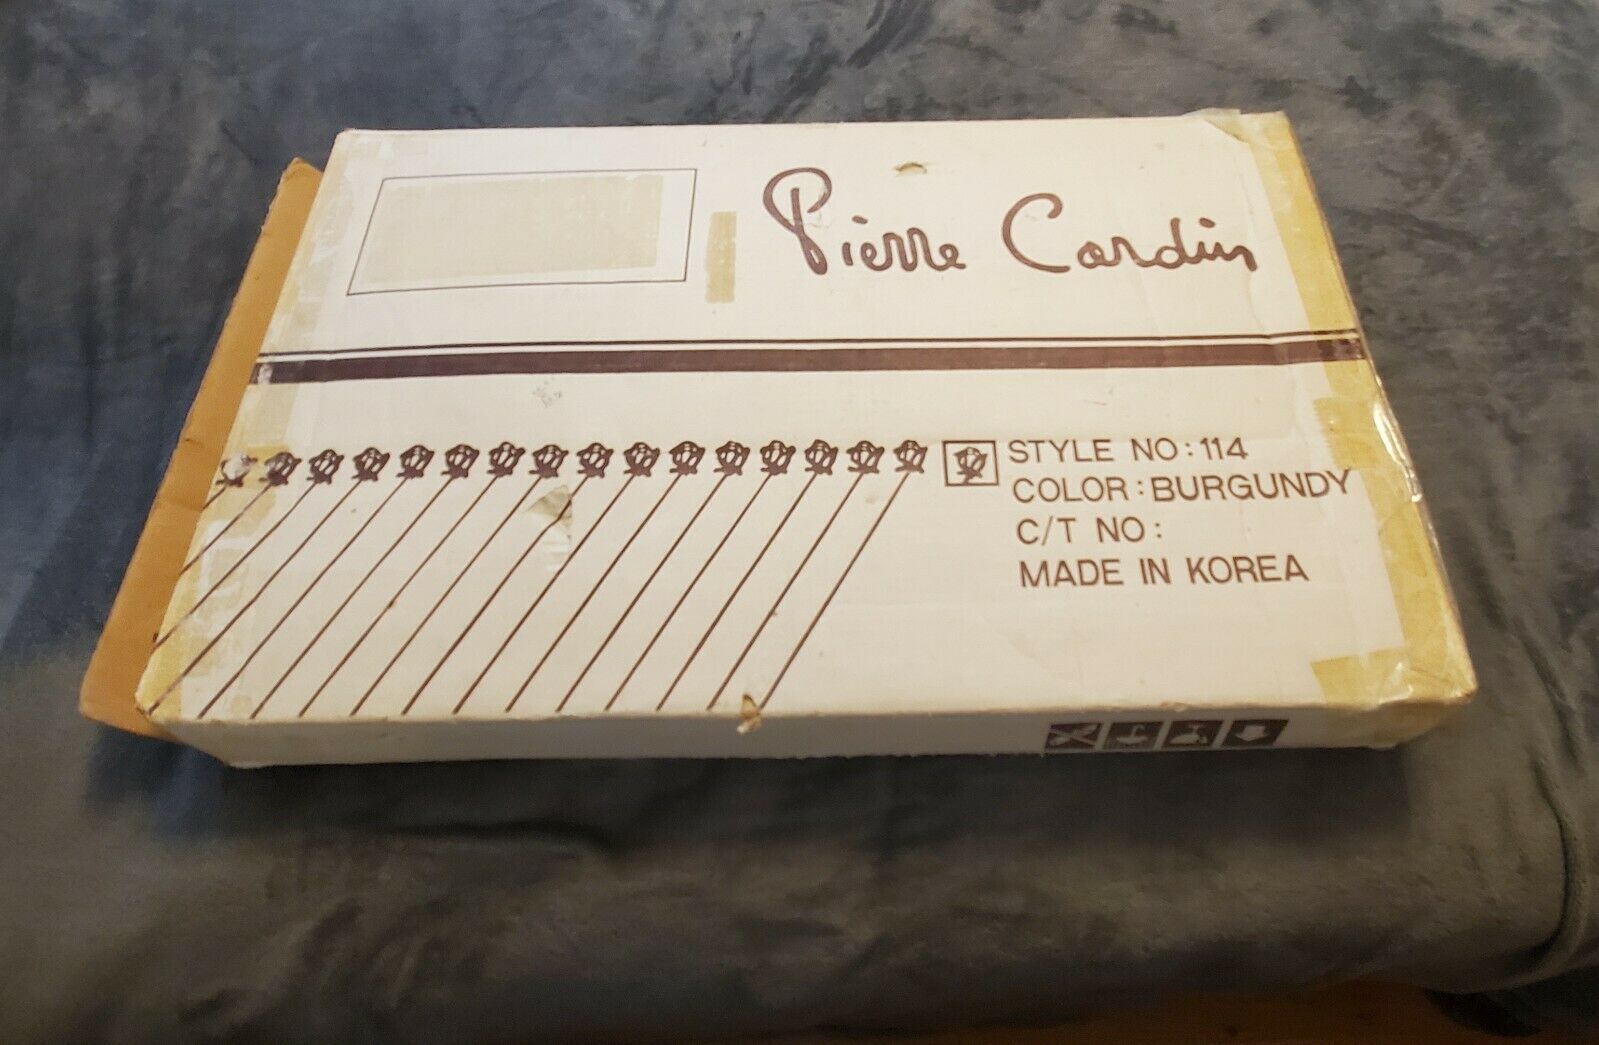 Pierre Cardin
STYLE NO: 114
COLOR: BURGUNDY
C/T NO:
MADE IN KOREA